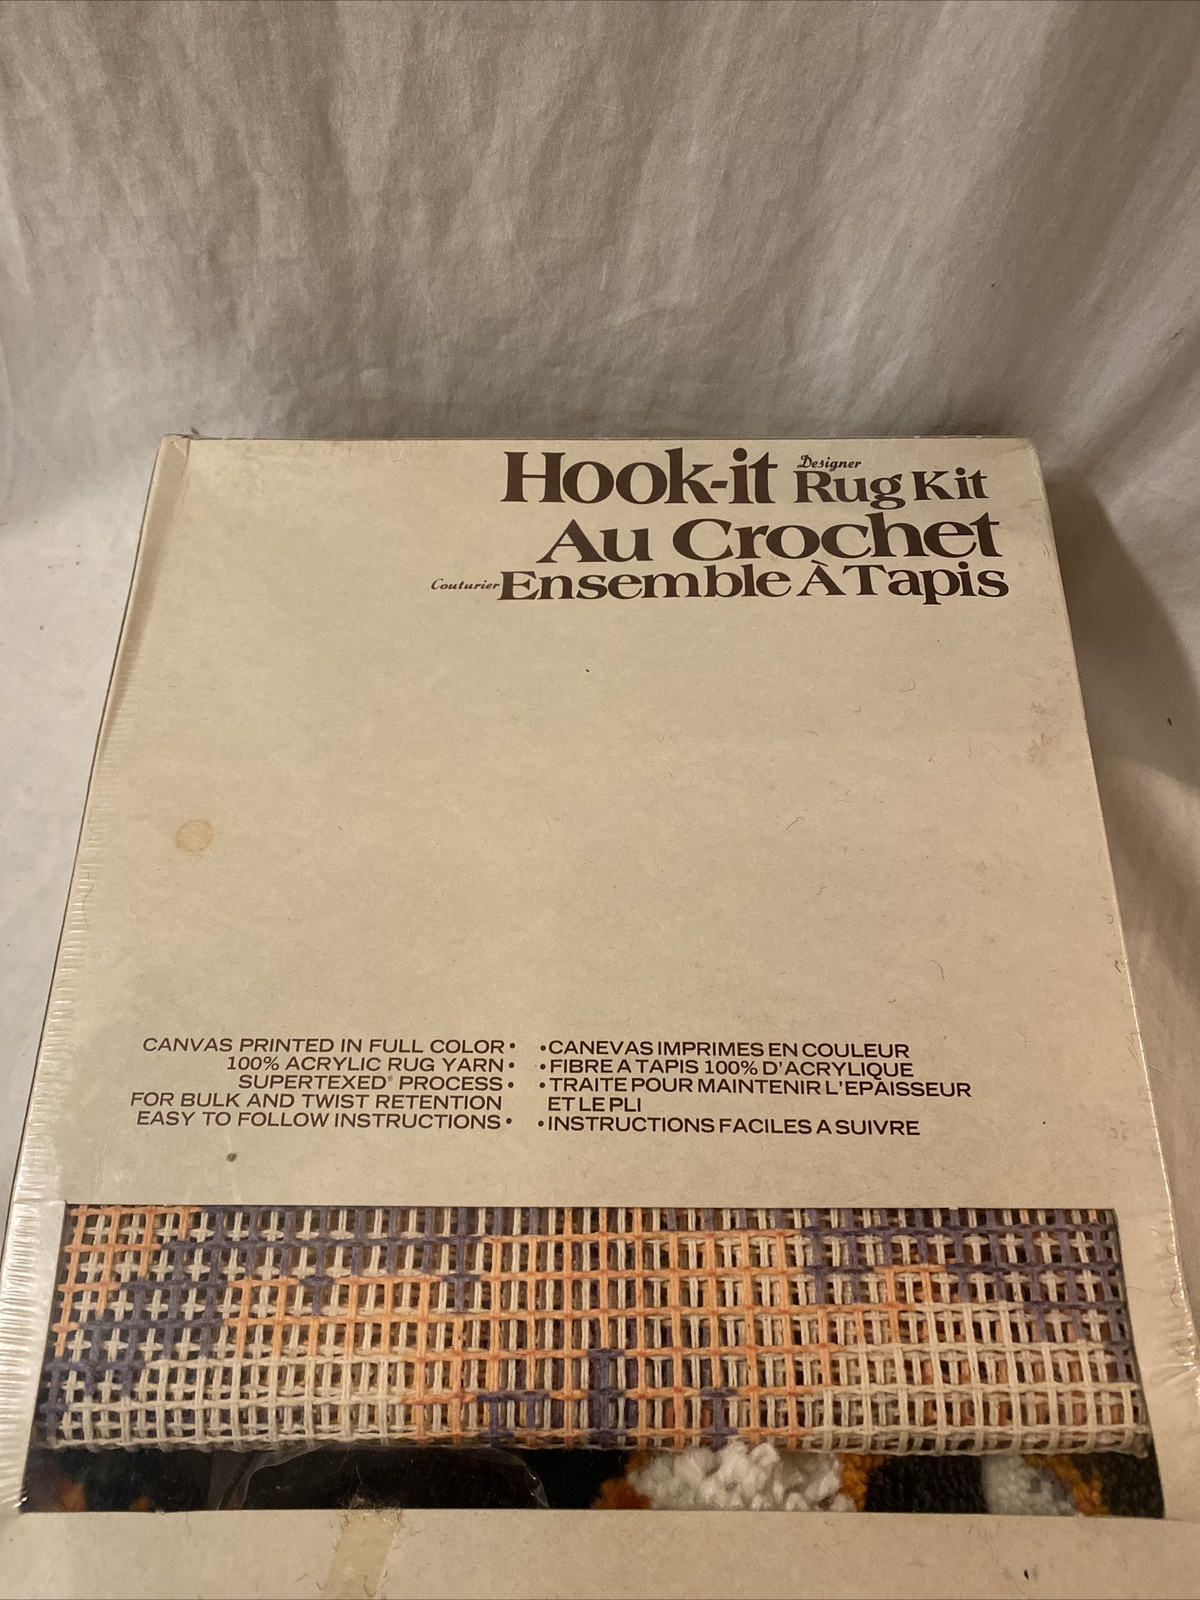 Hook-it Designer Rug Kit
Au Crochet
Couturier Ensemble À Tapis
CANVAS PRINTED IN FULL COLOR •
100% ACRYLIC RUG YARN •
SUPERTEXED® PROCESS •
FOR BULK AND TWIST RETENTION
EASY TO FOLLOW INSTRUCTIONS •
• CANEVAS IMPRIMES EN COULEUR
• FIBRE A TAPIS 100% D'ACRYLIQUE
• TRAITE POUR MAINTENIR L'EPAISSEUR
ET LE PLI
• INSTRUCTIONS FACILES A SUIVRE